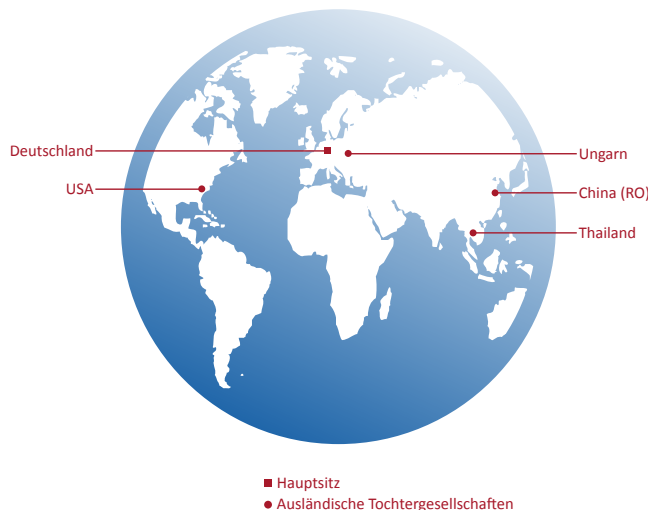 Deutschland
Ungarn
USA
China (RO)
Thailand
Hauptsitz
Ausländische Tochtergesellschaften